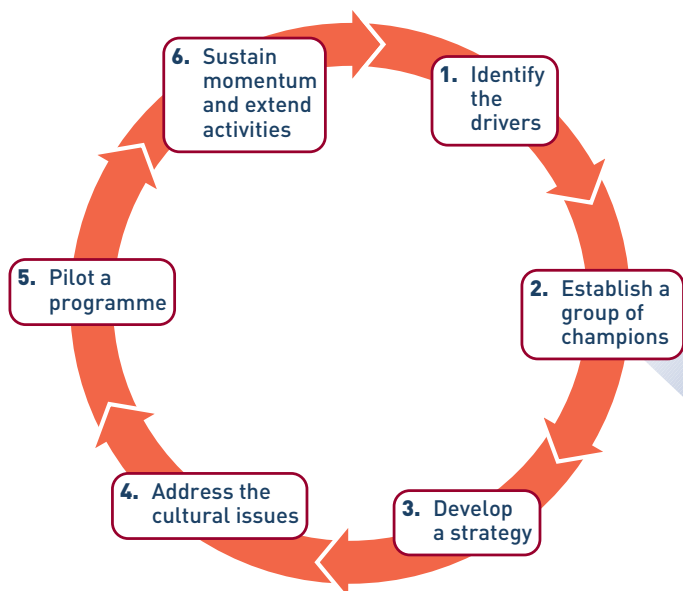 1. Identify
the
drivers
2. Establish a
group of
champions
3. Develop
a strategy
4. Address the
cultural issues
5. Pilot a
programme
6. Sustain
momentum
and extend
activities